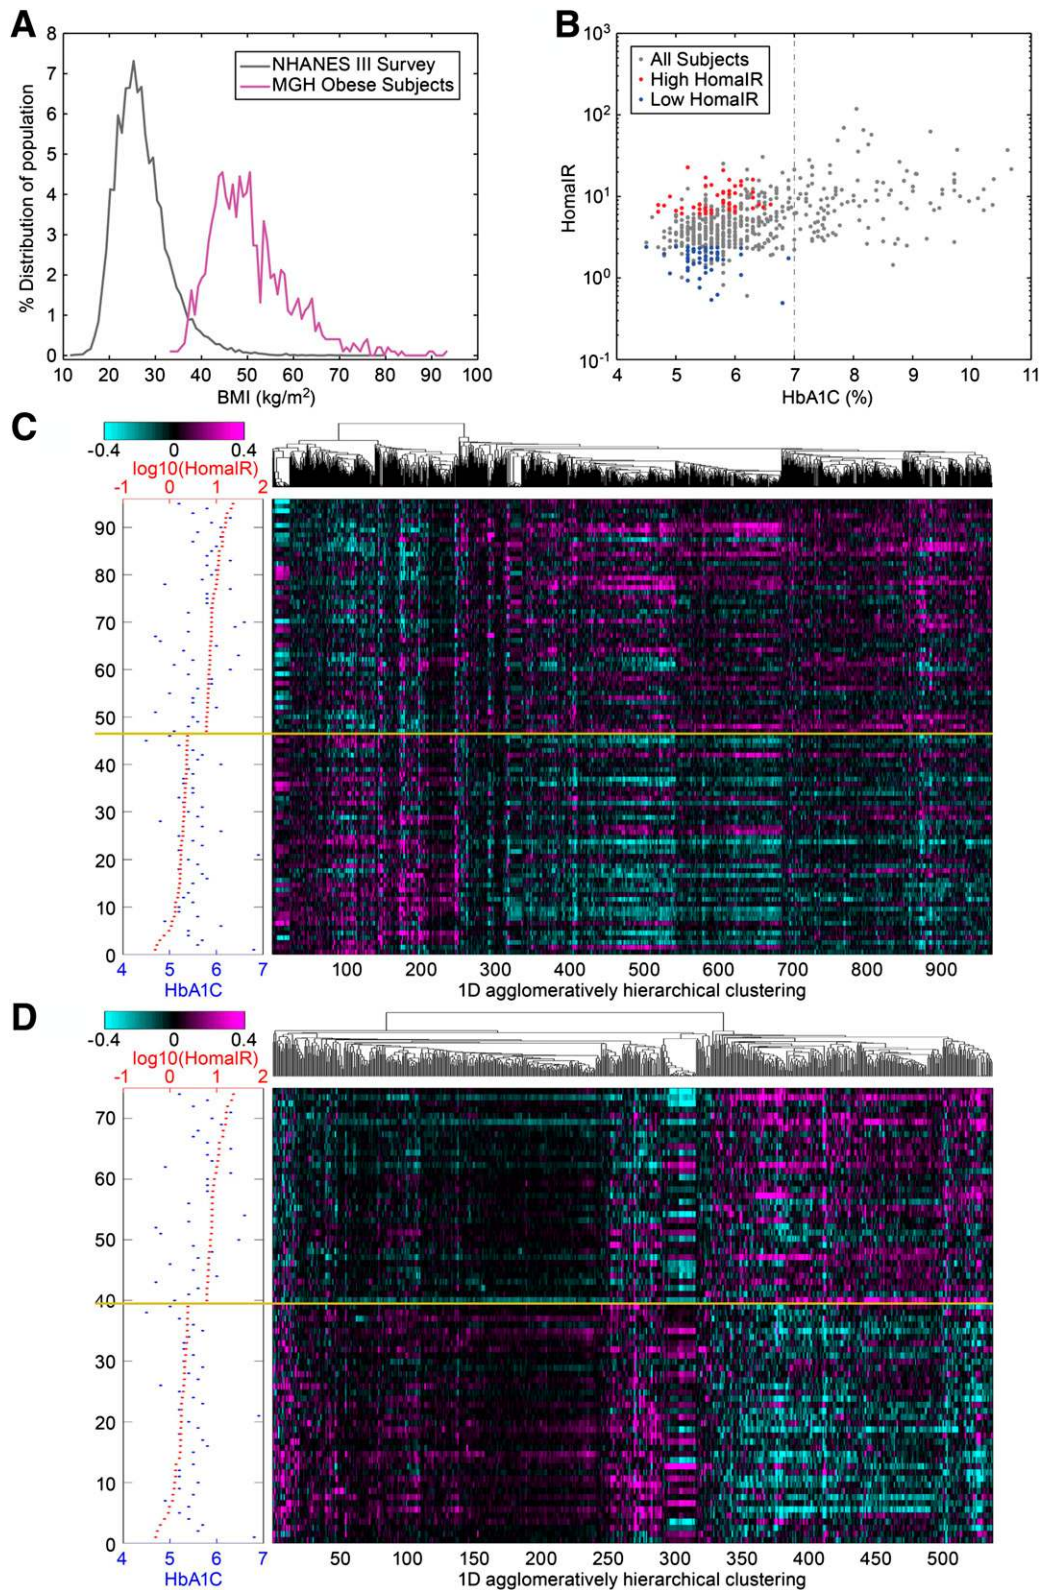 A
8
7
6
5
4
3
2
1
0
% Distribution of population
NHANES III Survey
MGH Obese Subjects
10 20 30 40 50 60 70 80 90 100
BMI (kg/m²)
B
10³
10²
10¹
10⁰
10⁻¹
HomaIR
All Subjects
High HomaIR
Low HomaIR
4 5 6 7 8 9 10 11
HbA1C (%)
C
-0.4 0 0.4
log10(HomaIR)
-1 0 1 2
90
80
70
60
50
40
30
20
10
0
4 5 6 7
HbA1C
100 200 300 400 500 600 700 800 900
1D agglomeratively hierarchical clustering
D
-0.4 0 0.4
log10(HomaIR)
-1 0 1 2
70
60
50
40
30
20
10
0
4 5 6 7
HbA1C
50 100 150 200 250 300 350 400 450 500
1D agglomeratively hierarchical clustering